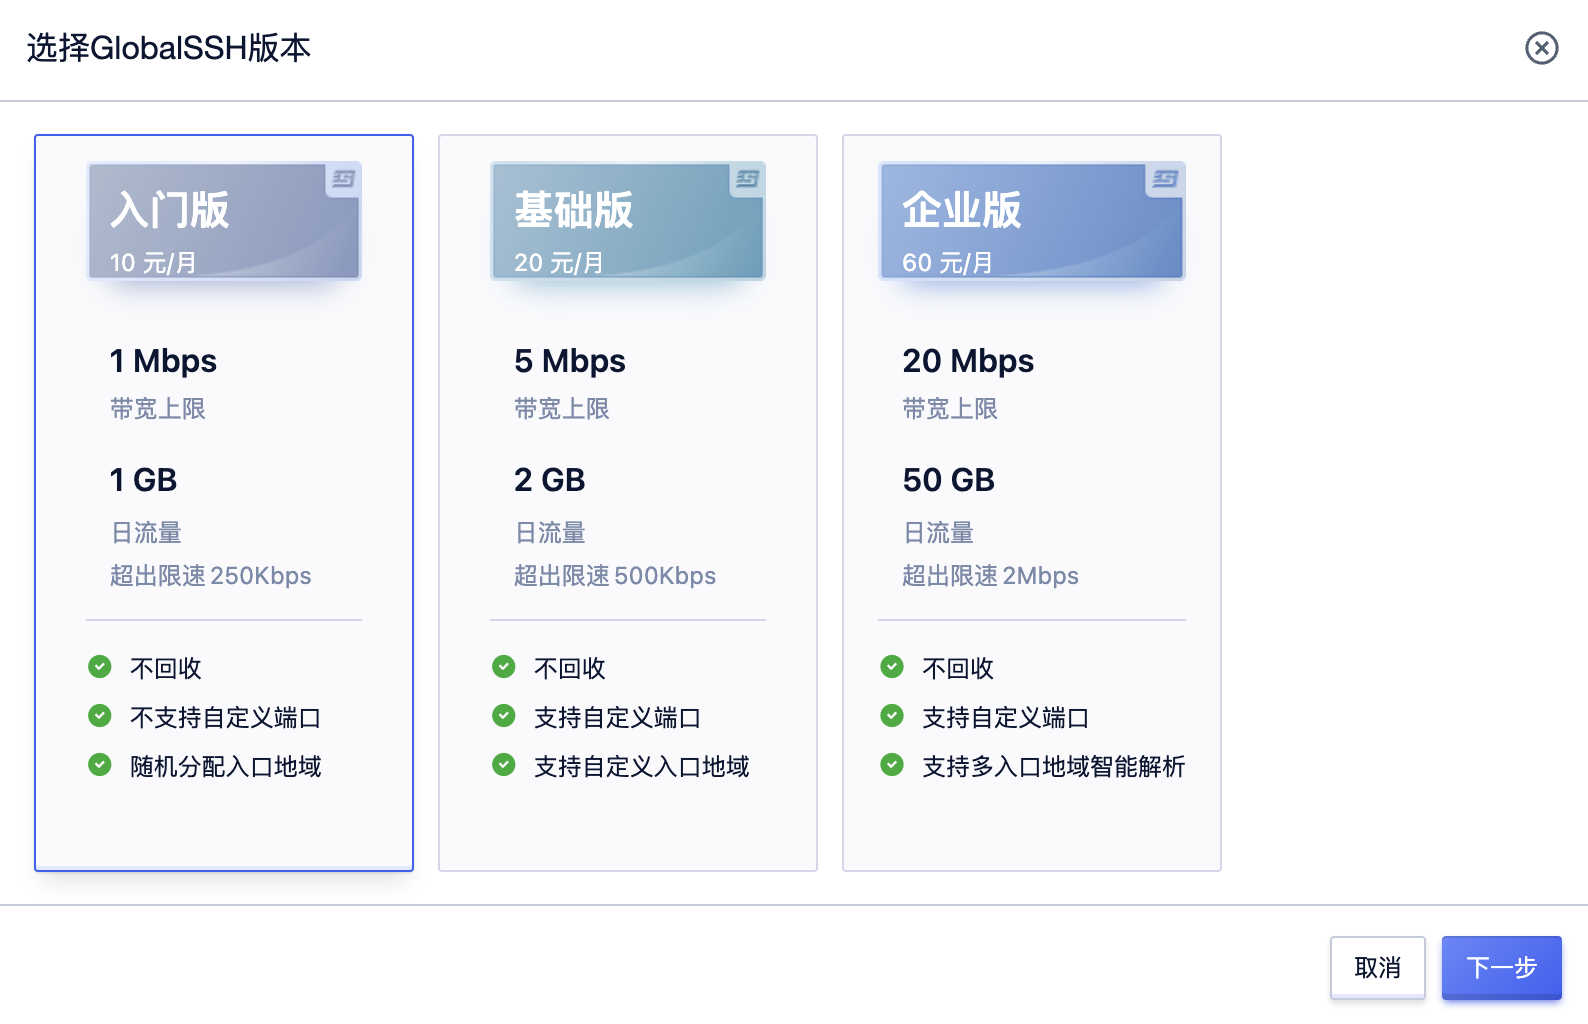 选择GlobalSSH版本
入门版
10 元/月
1 Mbps
带宽上限
1 GB
日流量
超出限速 250Kbps
不回收
不支持自定义端口
随机分配入口地域
基础版
20 元/月
5 Mbps
带宽上限
2 GB
日流量
超出限速 500Kbps
不回收
支持自定义端口
支持自定义入口地域
企业版
60 元/月
20 Mbps
带宽上限
50 GB
日流量
超出限速 2Mbps
不回收
支持自定义端口
支持多入口地域智能解析
取消
下一步